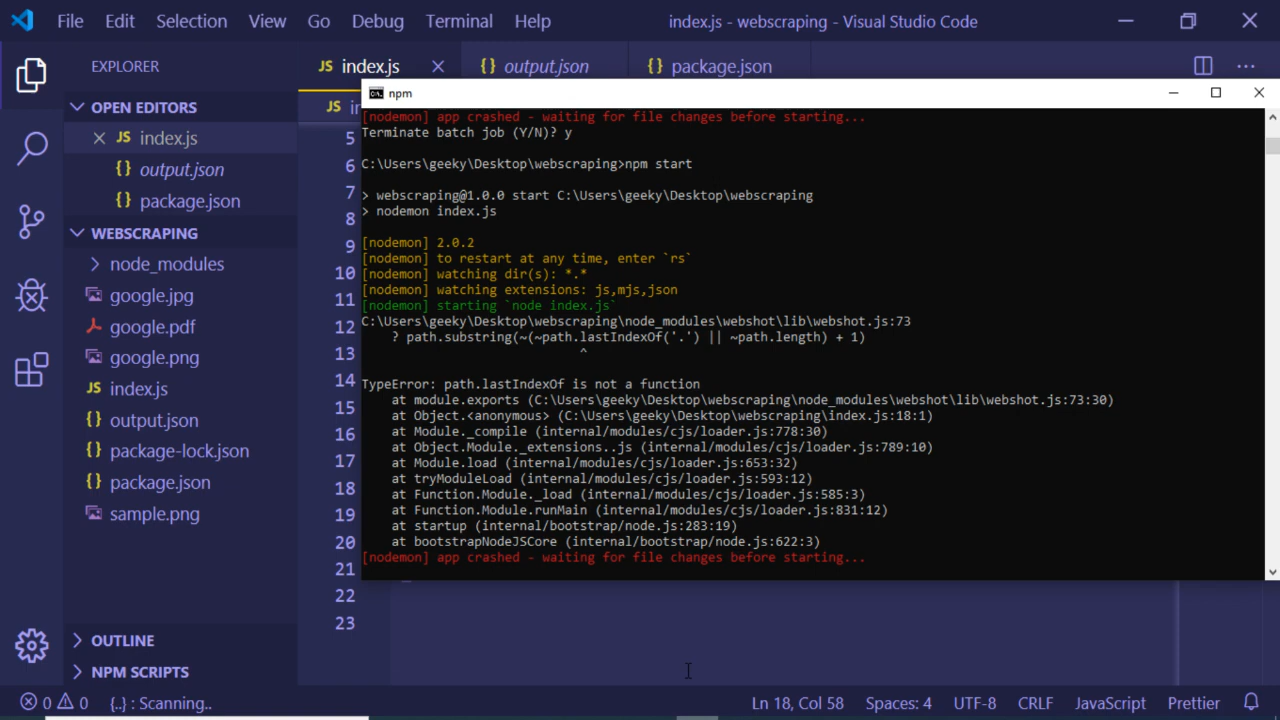 File Edit Selection View Go Debug Terminal Help index.js - webscraping - Visual Studio Code
EXPLORER
JS index.js
{} output.json
{} package.json
OPEN EDITORS
JS index.js
{} output.json
{} package.json
WEBSCRAPING
node_modules
google.jpg
google.pdf
google.png
JS index.js
{} output.json
{} package-lock.json
{} package.json
sample.png
OUTLINE
NPM SCRIPTS
JS in
5
6
7
8
9
10
11
12
13
14
15
16
17
18
19
20
21
22
23
npm
[nodemon] app crashed - waiting for file changes before starting...
Terminate batch job (Y/N)? y
C:\Users\geeky\Desktop\webscraping>npm start
> webscraping@1.0.0 start C:\Users\geeky\Desktop\webscraping
> nodemon index.js
[nodemon] 2.0.2
[nodemon] to restart at any time, enter `rs`
[nodemon] watching dir(s): *.*
[nodemon] watching extensions: js,mjs,json
[nodemon] starting `node index.js`
C:\Users\geeky\Desktop\webscraping\node_modules\webshot\lib\webshot.js:73
? path.substring(~(~path.lastIndexOf('.') || ~path.length) + 1)
^
TypeError: path.lastIndexOf is not a function
at module.exports (C:\Users\geeky\Desktop\webscraping\node_modules\webshot\lib\webshot.js:73:30)
at Object.<anonymous> (C:\Users\geeky\Desktop\webscraping\index.js:18:1)
at Module._compile (internal/modules/cjs/loader.js:778:30)
at Object.Module._extensions..js (internal/modules/cjs/loader.js:789:10)
at Module.load (internal/modules/cjs/loader.js:653:32)
at tryModuleLoad (internal/modules/cjs/loader.js:593:12)
at Function.Module._load (internal/modules/cjs/loader.js:585:3)
at Function.Module.runMain (internal/modules/cjs/loader.js:831:12)
at startup (internal/bootstrap/node.js:283:19)
at bootstrapNodeJSCore (internal/bootstrap/node.js:622:3)
[nodemon] app crashed - waiting for file changes before starting...
0 0 {..} : Scanning.. Ln 18, Col 58 Spaces: 4 UTF-8 CRLF JavaScript Prettier